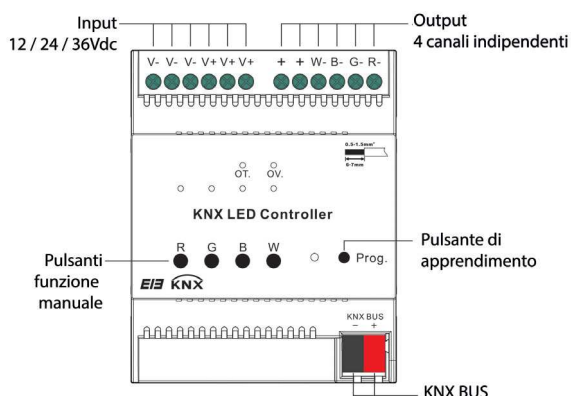 Input
12 / 24 / 36Vdc
Output
4 canali indipendenti
V- V- V- V+ V+ V+ + + W- B- G- R-
0.5-1.5mm²
6-7mm
OT. OV.
KNX LED Controller
R G B W
Prog.
Pulsanti
funzione
manuale
Pulsante di
apprendimento
EIB KNX
KNX BUS
- +
KNX BUS